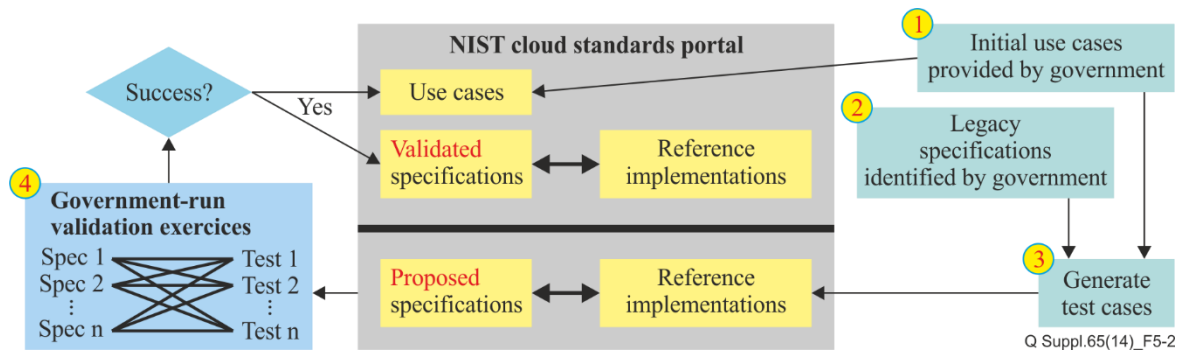 NIST cloud standards portal
1
Initial use cases
provided by government
Success?
Yes
Use cases
2
Legacy
specifications
identified by government
Validated
specifications
Reference
implementations
4
Government-run
validation exercices
Spec 1
Test 1
Spec 2
Test 2
⋮
⋮
Spec n
Test n
Proposed
specifications
Reference
implementations
3
Generate
test cases
Q Suppl.65(14)_F5-2